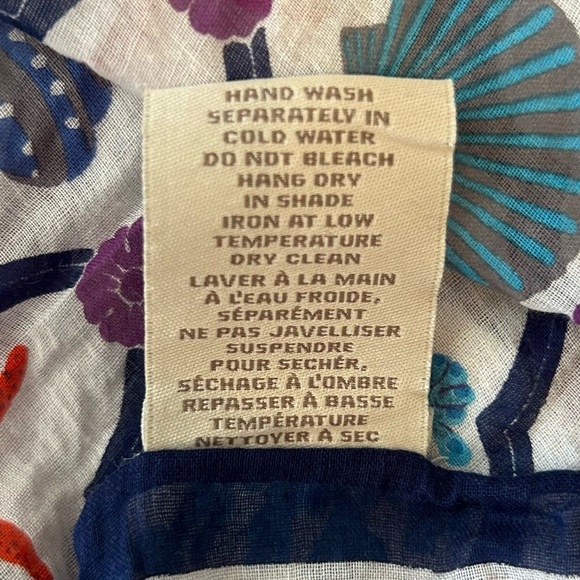 HAND WASH
SEPARATELY IN
COLD WATER
DO NOT BLEACH
HANG DRY
IN SHADE
IRON AT LOW
TEMPERATURE
DRY CLEAN
LAVER À LA MAIN
À L'EAU FROIDE,
SÉPARÉMENT
NE PAS JAVELLISER
SUSPENDRE
POUR SECHÉR,
SÉCHAGE À L'OMBRE
REPASSER À BASSE
TEMPÉRATURE
NETTOYER À SEC